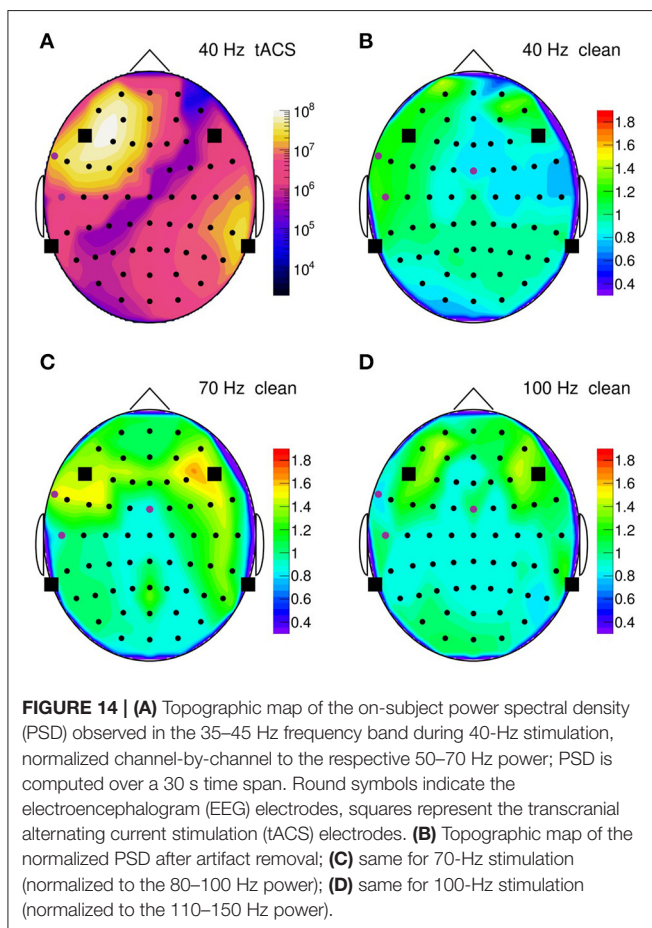 A
40 Hz tACS
10^8
10^7
10^6
10^5
10^4
B
40 Hz clean
1.8
1.6
1.4
1.2
1
0.8
0.6
0.4
C
70 Hz clean
1.8
1.6
1.4
1.2
1
0.8
0.6
0.4
D
100 Hz clean
1.8
1.6
1.4
1.2
1
0.8
0.6
0.4
FIGURE 14 | (A) Topographic map of the on-subject power spectral density
(PSD) observed in the 35–45 Hz frequency band during 40-Hz stimulation,
normalized channel-by-channel to the respective 50–70 Hz power; PSD is
computed over a 30 s time span. Round symbols indicate the
electroencephalogram (EEG) electrodes, squares represent the transcranial
alternating current stimulation (tACS) electrodes. (B) Topographic map of the
normalized PSD after artifact removal; (C) same for 70-Hz stimulation
(normalized to the 80–100 Hz power); (D) same for 100-Hz stimulation
(normalized to the 110–150 Hz power).